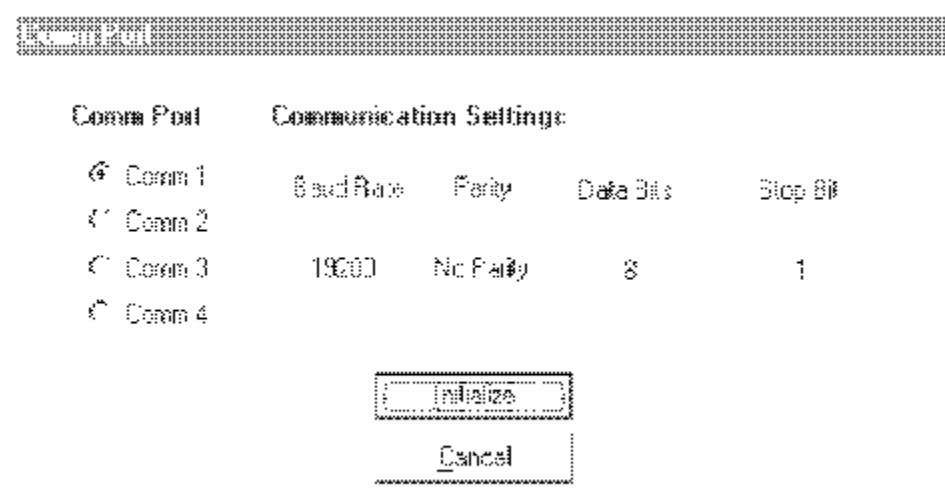 Comm Port
Comm Port Communication Settings
Comm 1
Baud Rate Parity Data Bits Stop Bit
Comm 2
Comm 3 19200 No Parity 8 1
Comm 4
Initialize
Cancel